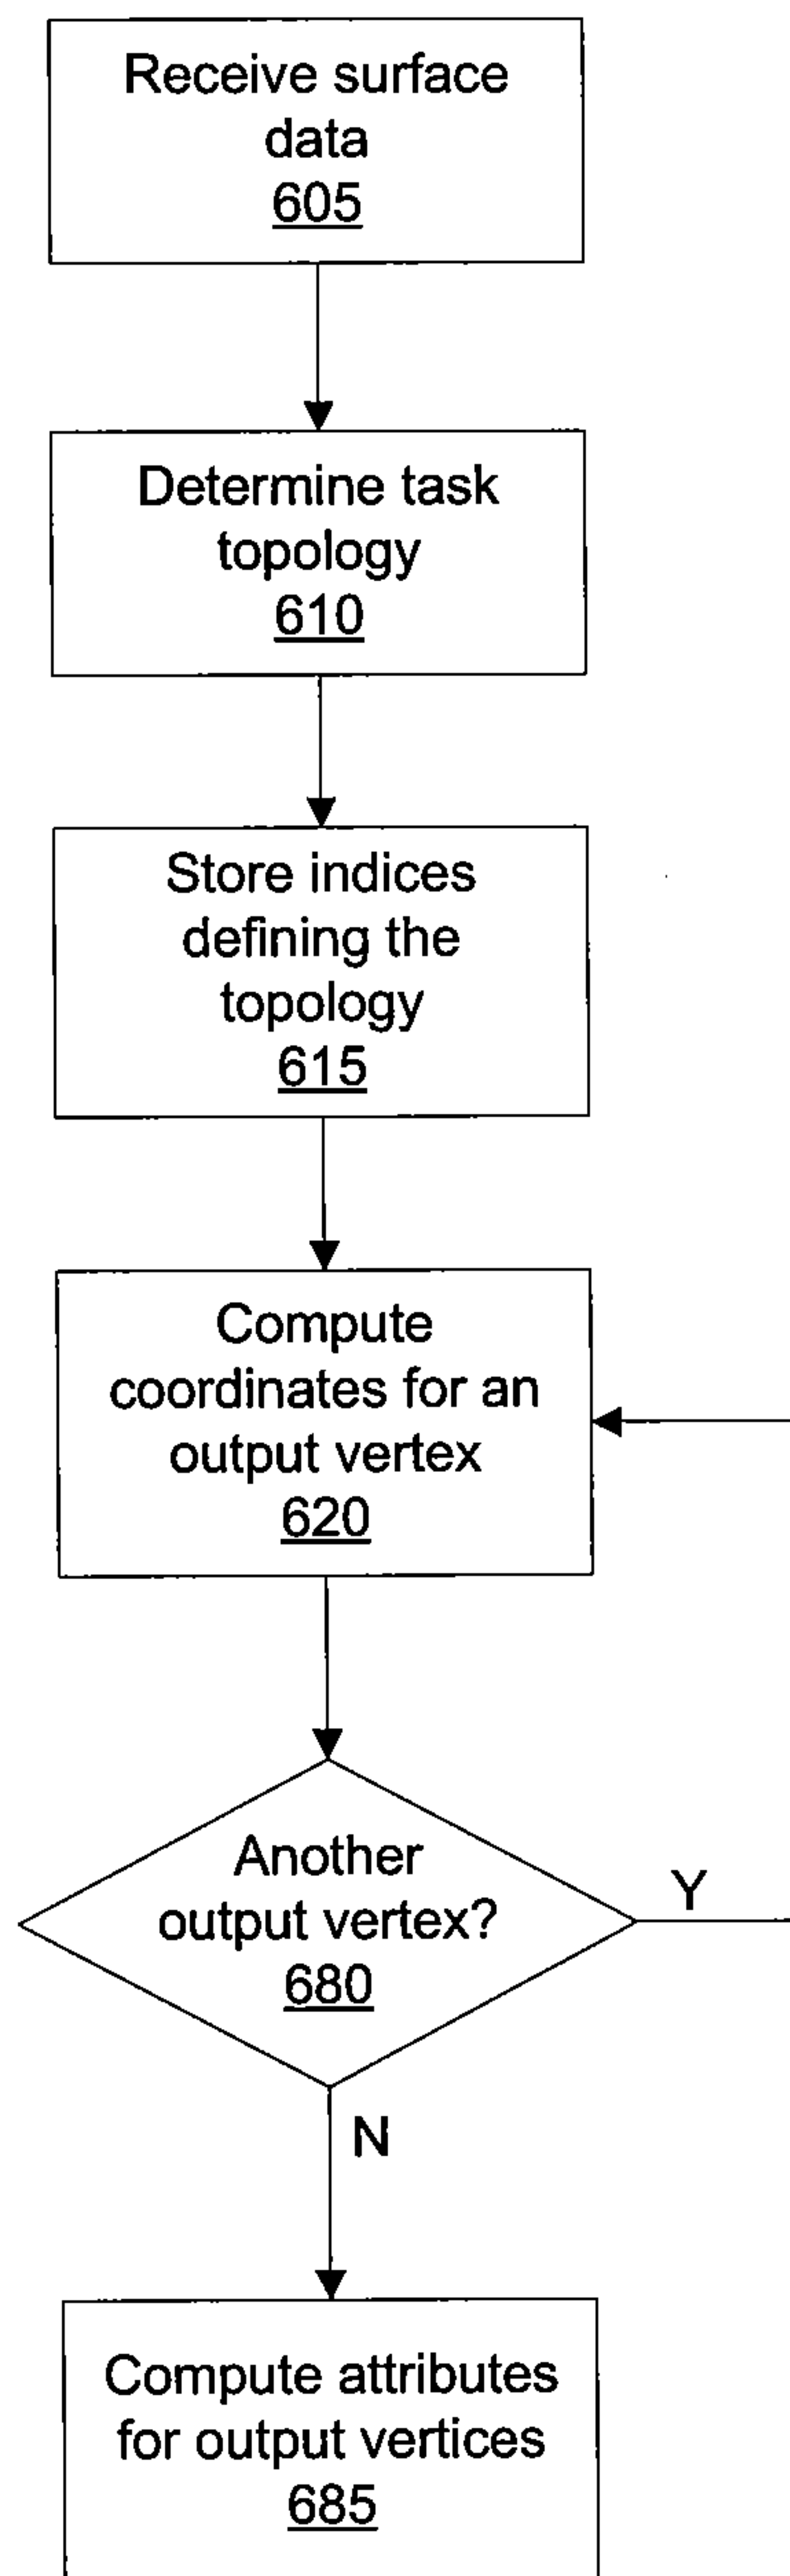 Receive surface
data
605
Determine task
topology
610
Store indices
defining the
topology
615
Compute
coordinates for an
output vertex
620
Another
output vertex?
680
Y
N
Compute attributes
for output vertices
685